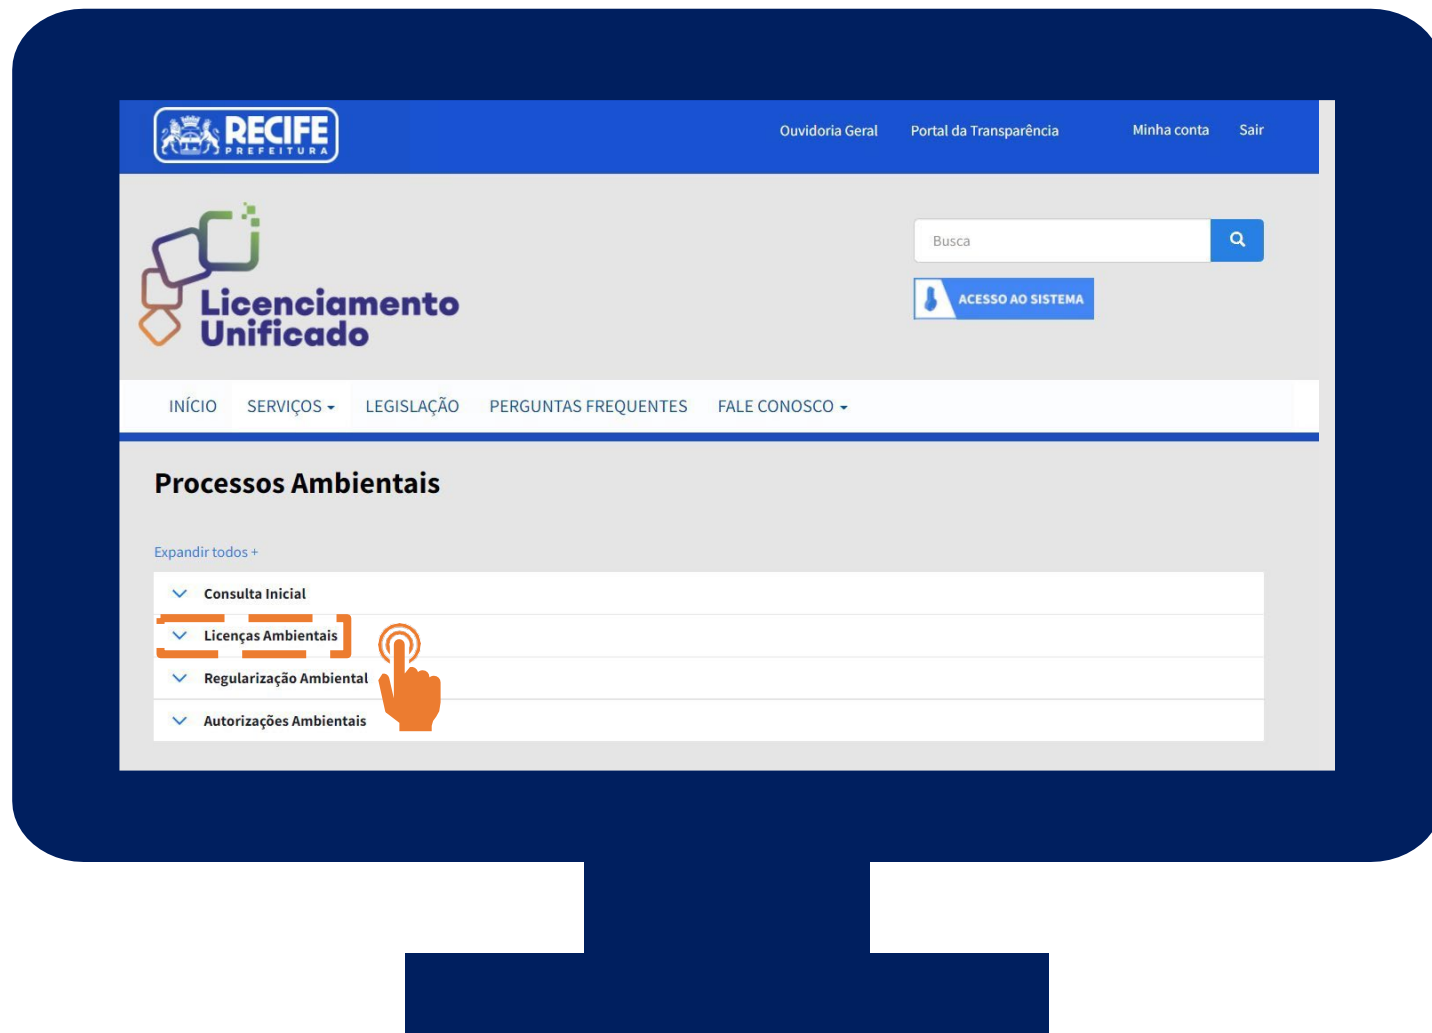 RECIFE
PREFEITURA
Ouvidoria Geral Portal da Transparência Minha conta Sair
Busca
ACESSO AO SISTEMA
Licenciamento
Unificado
INÍCIO SERVIÇOS LEGISLAÇÃO PERGUNTAS FREQUENTES FALE CONOSCO
Processos Ambientais
Expandir todos +
Consulta Inicial
Licenças Ambientais
Regularização Ambiental
Autorizações Ambientais